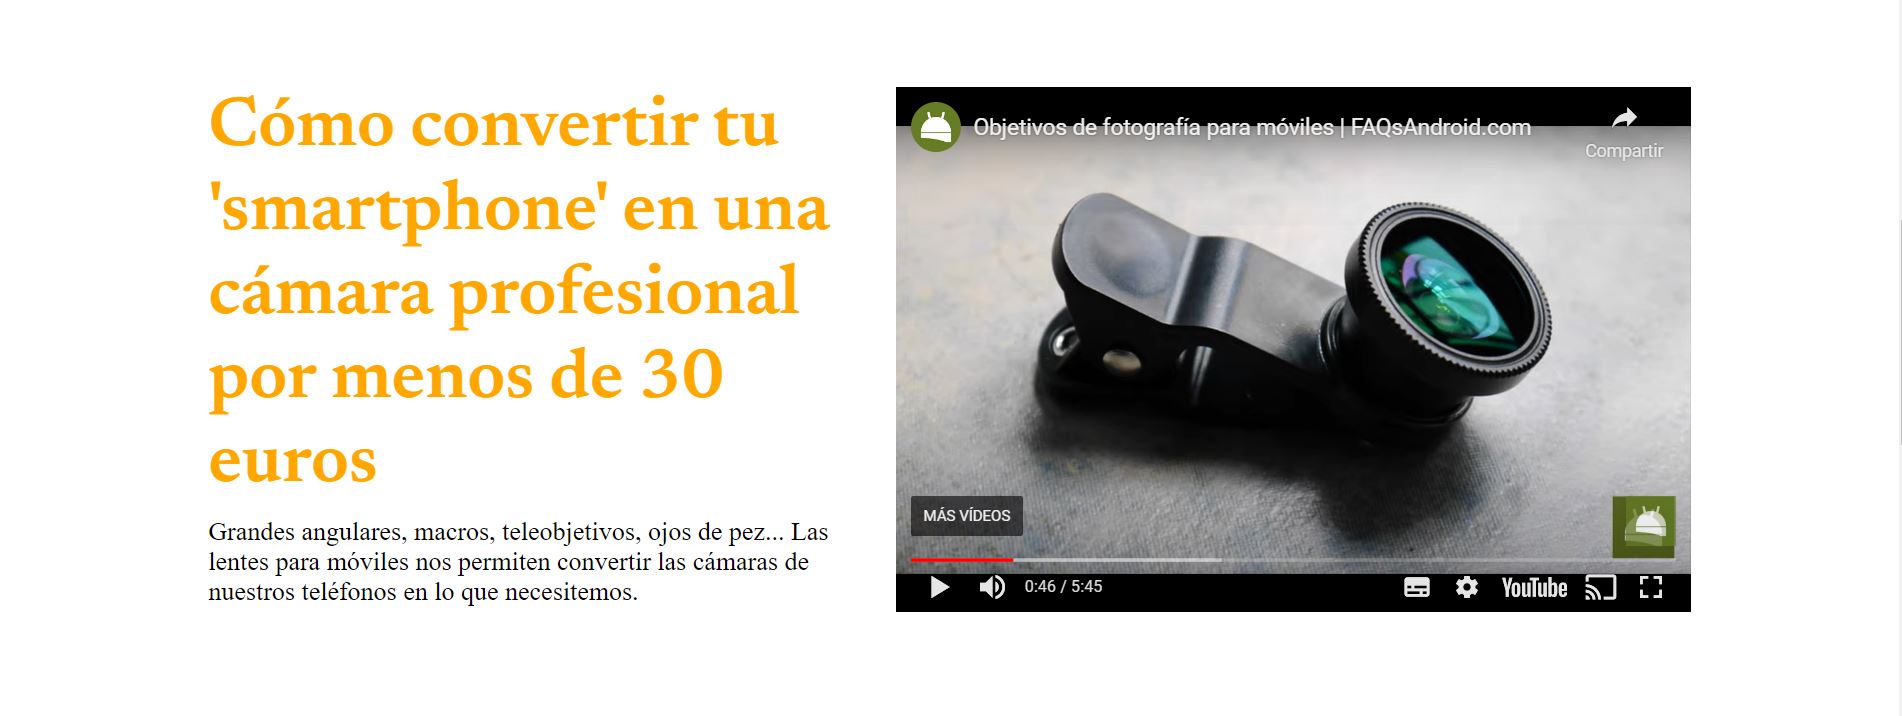 Cómo convertir tu
'smartphone' en una
cámara profesional
por menos de 30
euros
Grandes angulares, macros, teleobjetivos, ojos de pez... Las
lentes para móviles nos permiten convertir las cámaras de
nuestros teléfonos en lo que necesitemos.
Objetivos de fotografía para móviles | FAQsAndroid.com
Compartir
MÁS VÍDEOS
0:46 / 5:45
YouTube